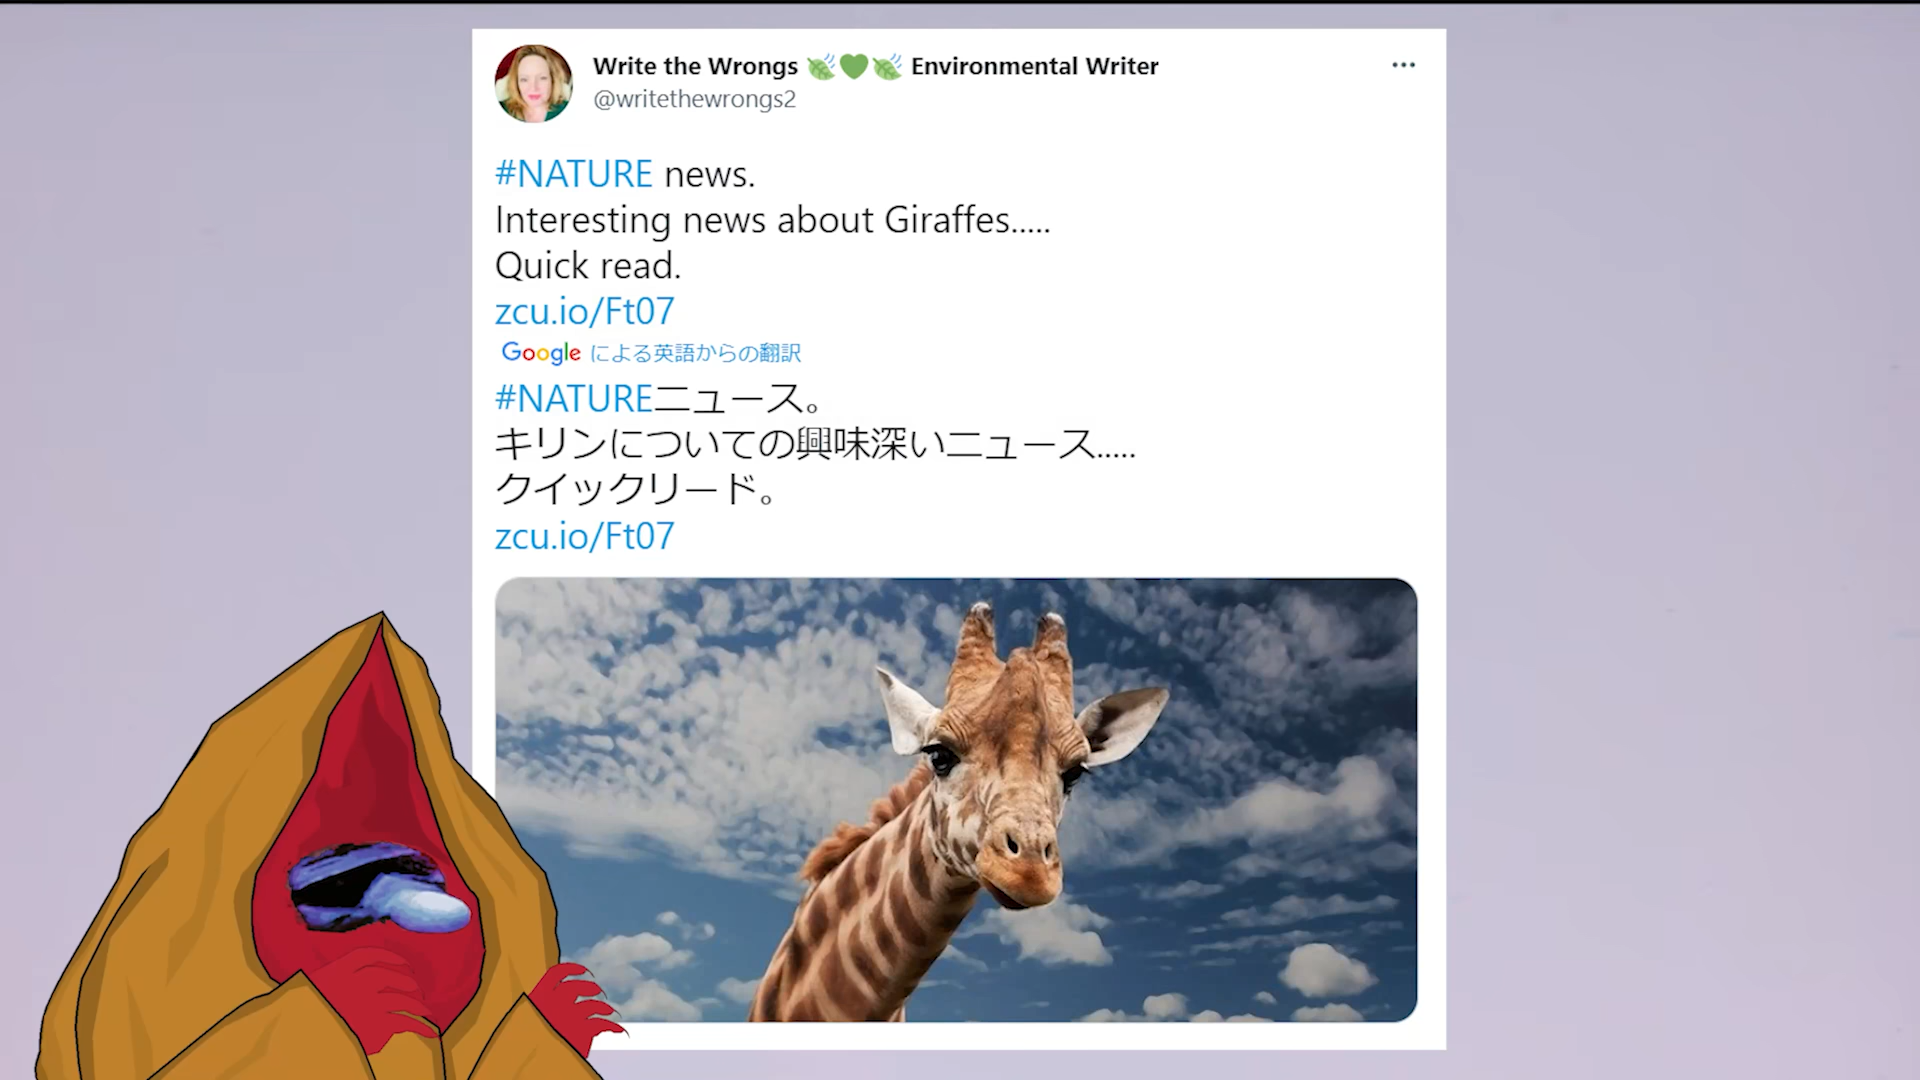 Write the Wrongs 🍃💚🍃 Environmental Writer
@writethewrongs2
#NATURE news.
Interesting news about Giraffes.....
Quick read.
zcu.io/Ft07
Google による英語からの翻訳
#NATUREニュース。
キリンについての興味深いニュース.....
クイックリード。
zcu.io/Ft07